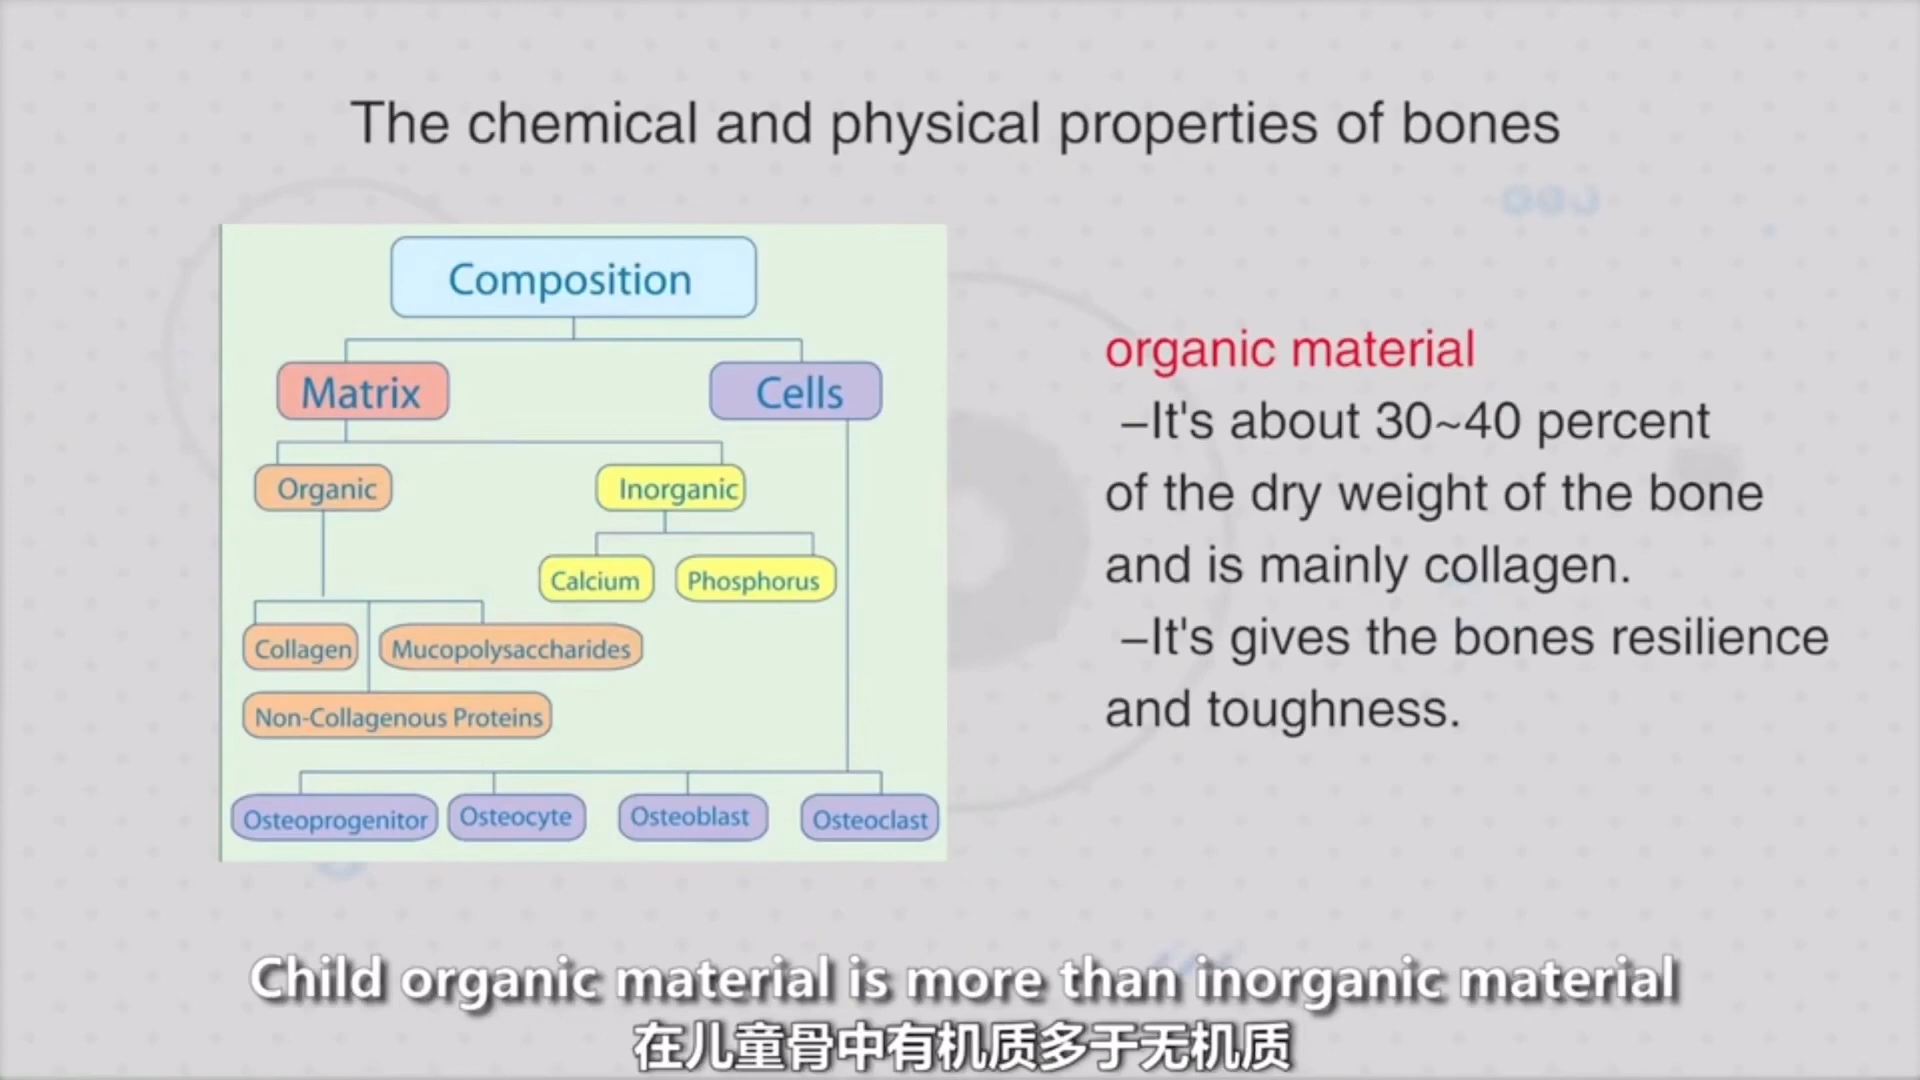 The chemical and physical properties of bones
Composition
Matrix
Cells
Organic
Inorganic
Calcium
Phosphorus
Collagen
Mucopolysaccharides
Non-Collagenous Proteins
Osteoprogenitor
Osteocyte
Osteoblast
Osteoclast
organic material
–It's about 30~40 percent
of the dry weight of the bone
and is mainly collagen.
–It's gives the bones resilience
and toughness.
Child organic material is more than inorganic material
在儿童骨中有机质多于无机质